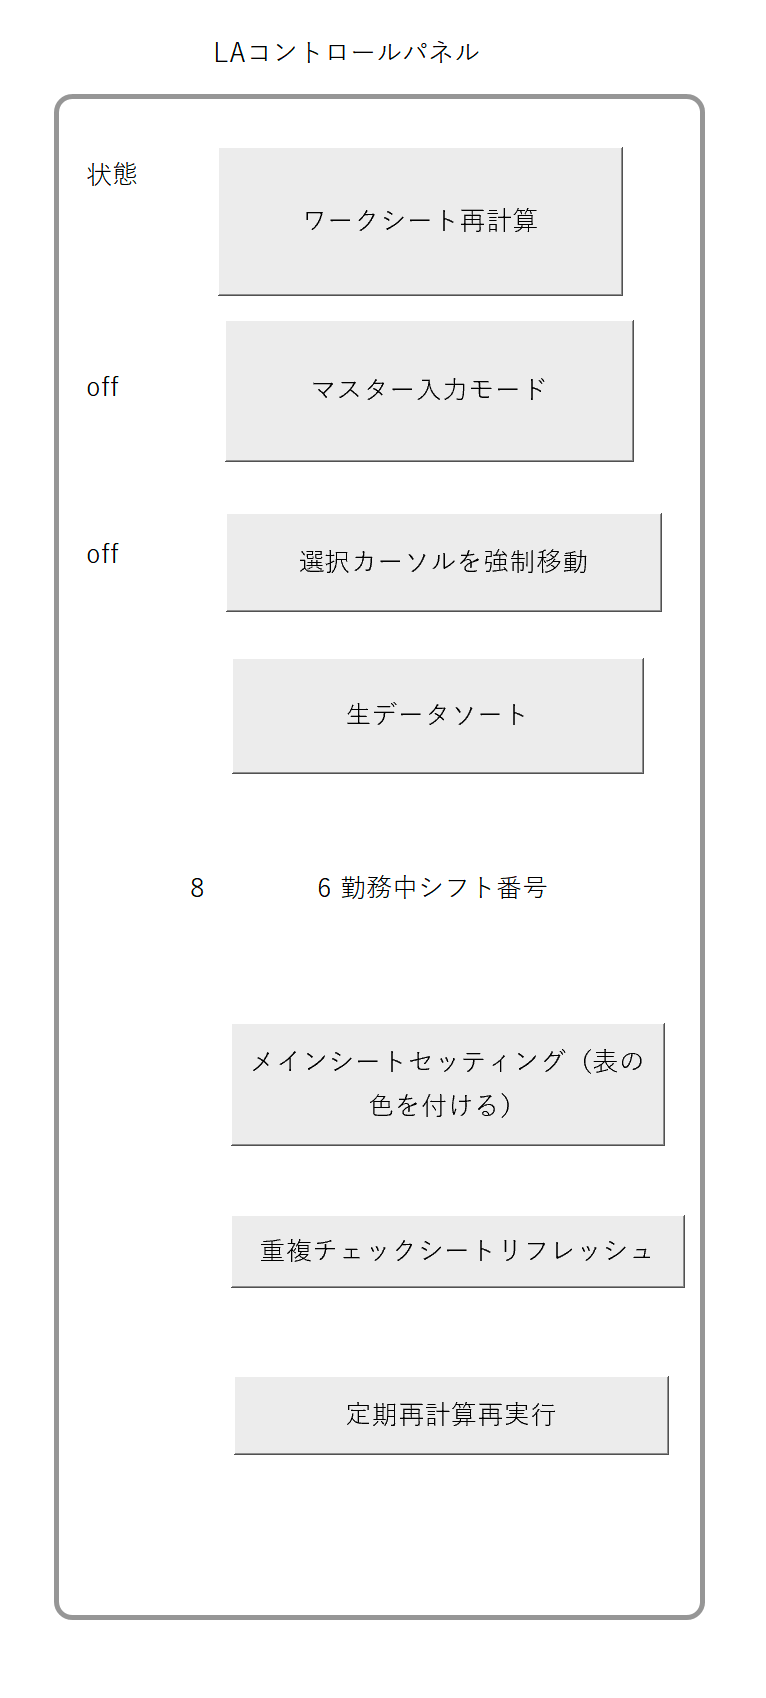 LAコントロールパネル
状態
ワークシート再計算
off
マスター入力モード
off
選択カーソルを強制移動
生データソート
8 6 勤務中シフト番号
メインシートセッティング（表の
色を付ける）
重複チェックシートリフレッシュ
定期再計算再実行